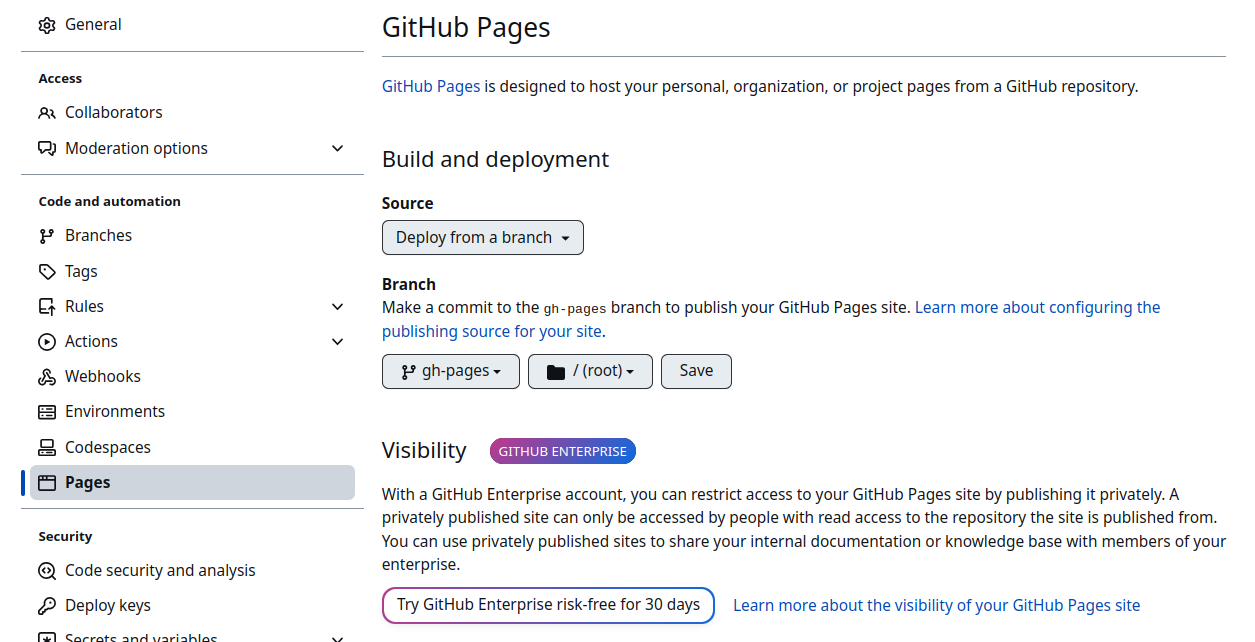 General
Access
Collaborators
Moderation options
Code and automation
Branches
Tags
Rules
Actions
Webhooks
Environments
Codespaces
Pages
Security
Code security and analysis
Deploy keys
Secrets and variables
GitHub Pages
GitHub Pages is designed to host your personal, organization, or project pages from a GitHub repository.
Build and deployment
Source
Deploy from a branch
Branch
Make a commit to the gh-pages branch to publish your GitHub Pages site. Learn more about configuring the
publishing source for your site.
gh-pages / (root) Save
Visibility GITHUB ENTERPRISE
With a GitHub Enterprise account, you can restrict access to your GitHub Pages site by publishing it privately. A
privately published site can only be accessed by people with read access to the repository the site is published from.
You can use privately published sites to share your internal documentation or knowledge base with members of your
enterprise.
Try GitHub Enterprise risk-free for 30 days Learn more about the visibility of your GitHub Pages site